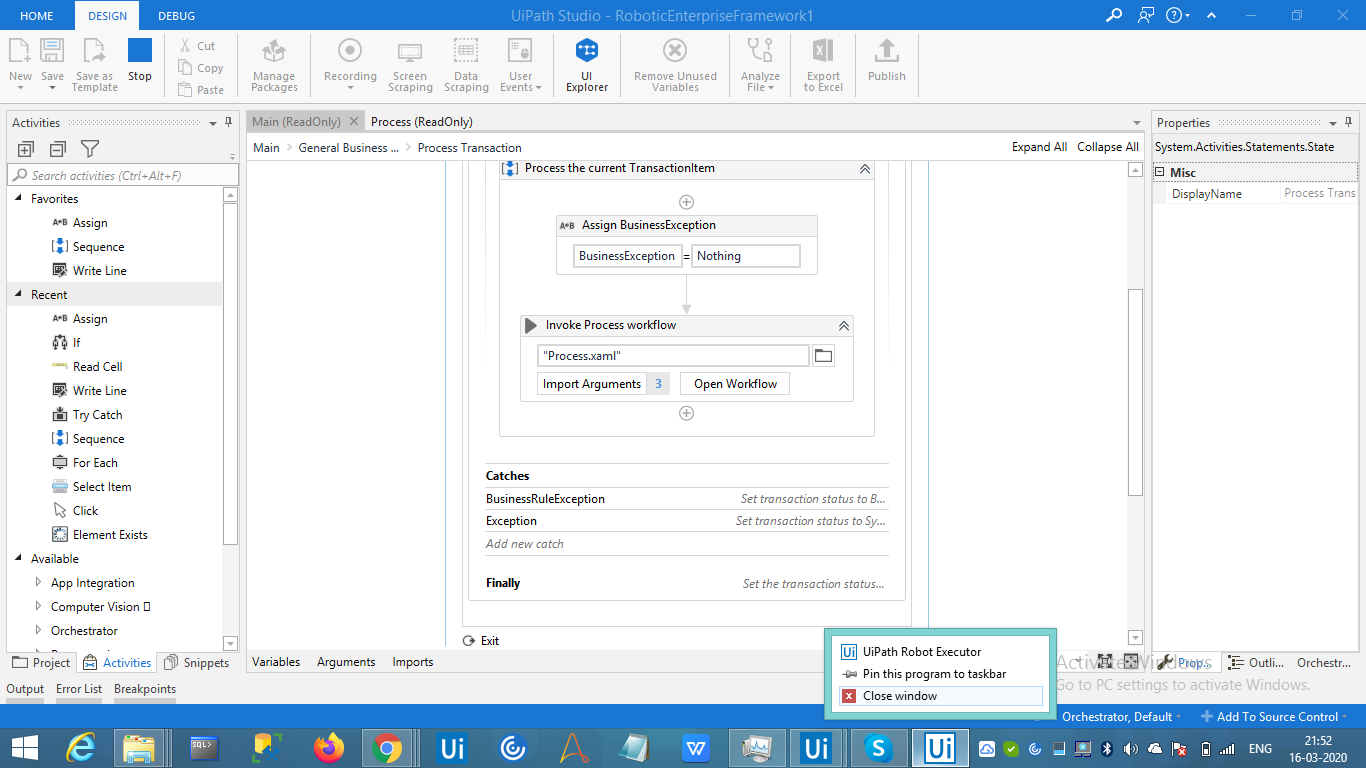 HOME DESIGN DEBUG UiPath Studio - RoboticEnterpriseFramework1
New Save Save as Template Stop
Cut
Copy
Paste
Manage Packages Recording Screen Scraping Data Scraping User Events UI Explorer Remove Unused Variables Analyze File Export to Excel Publish
Activities
Search activities (Ctrl+Alt+F)
Favorites
Assign
Sequence
Write Line
Recent
Assign
If
Read Cell
Write Line
Try Catch
Sequence
For Each
Select Item
Click
Element Exists
Available
App Integration
Computer Vision
Orchestrator
Project Activities Snippets
Main (ReadOnly) Process (ReadOnly)
Main General Business ... Process Transaction Expand All Collapse All
Process the current TransactionItem
A*B Assign BusinessException
BusinessException = Nothing
Invoke Process workflow
"Process.xaml"
Import Arguments 3 Open Workflow
Catches
BusinessRuleException Set transaction status to B...
Exception Set transaction status to Sy...
Add new catch
Finally Set the transaction status...
Exit
Variables Arguments Imports
Properties
System.Activities.Statements.State
Misc
DisplayName Process Trans
Prop... Outli... Orchestr...
Activate Windows
Go to PC settings to activate Windows.
UiPath Robot Executor
Pin this program to taskbar
Close window
Output Error List Breakpoints
Orchestrator, Default Add To Source Control
SQL> Ui Ui Ui ENG 21:52
16-03-2020